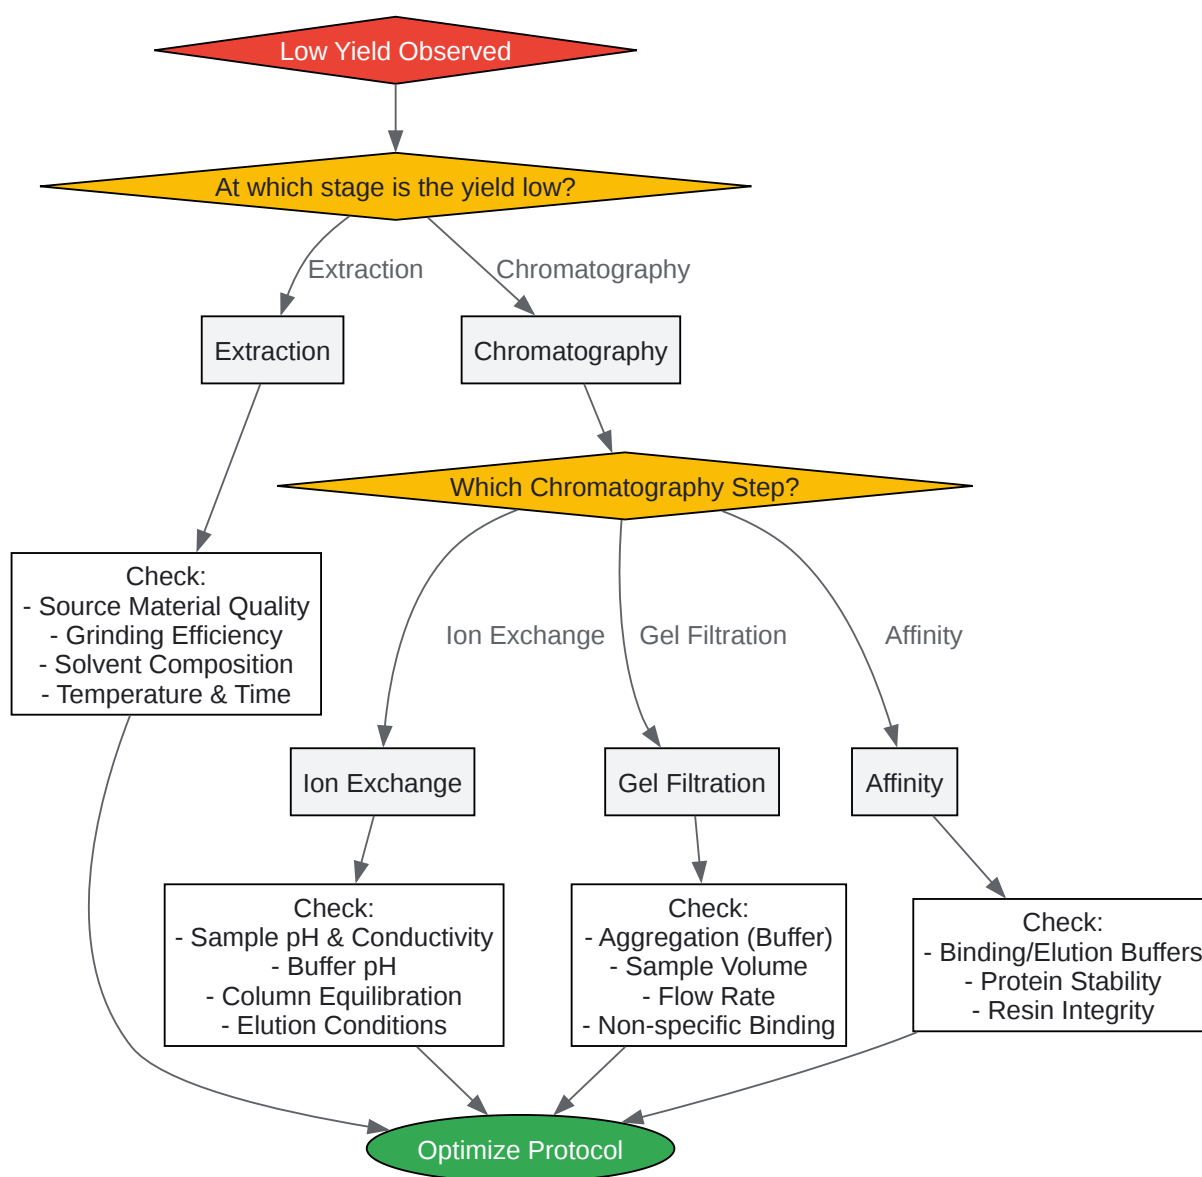 Low Yield Observed
At which stage is the yield low?
Extraction
Chromatography
Extraction
Chromatography
Which Chromatography Step?
Check:
- Source Material Quality
- Grinding Efficiency
- Solvent Composition
- Temperature & Time
Ion Exchange
Gel Filtration
Affinity
Ion Exchange
Gel Filtration
Affinity
Check:
- Sample pH & Conductivity
- Buffer pH
- Column Equilibration
- Elution Conditions
Check:
- Aggregation (Buffer)
- Sample Volume
- Flow Rate
- Non-specific Binding
Check:
- Binding/Elution Buffers
- Protein Stability
- Resin Integrity
Optimize Protocol